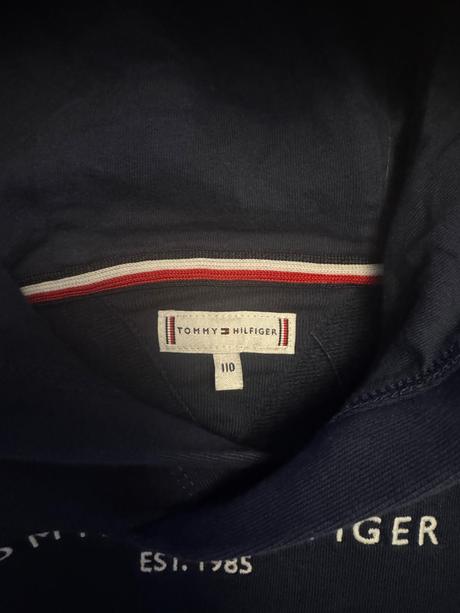 TOMMY HILFIGER
110
IGER
EST. 1985